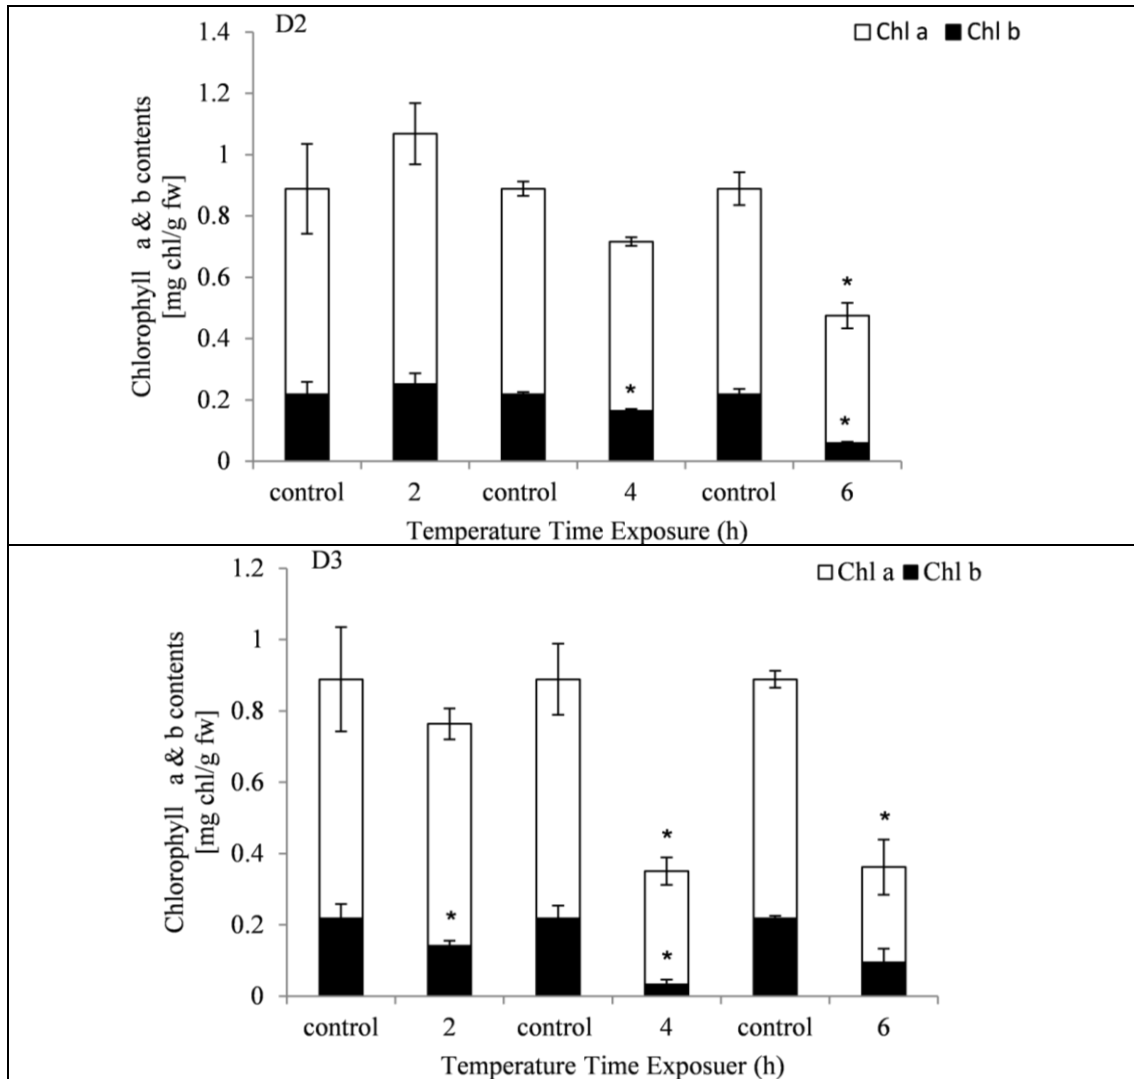 D2
Chl a Chl b
Chlorophyll a & b contents
[mg chl/g fw]
1.4
1.2
1
0.8
0.6
0.4
0.2
0
*
*
*
control 2 control 4 control 6
Temperature Time Exposure (h)
D3
Chl a Chl b
Chlorophyll a & b contents
[mg chl/g fw]
1.2
1
0.8
0.6
0.4
0.2
0
*
*
*
*
control 2 control 4 control 6
Temperature Time Exposuer (h)